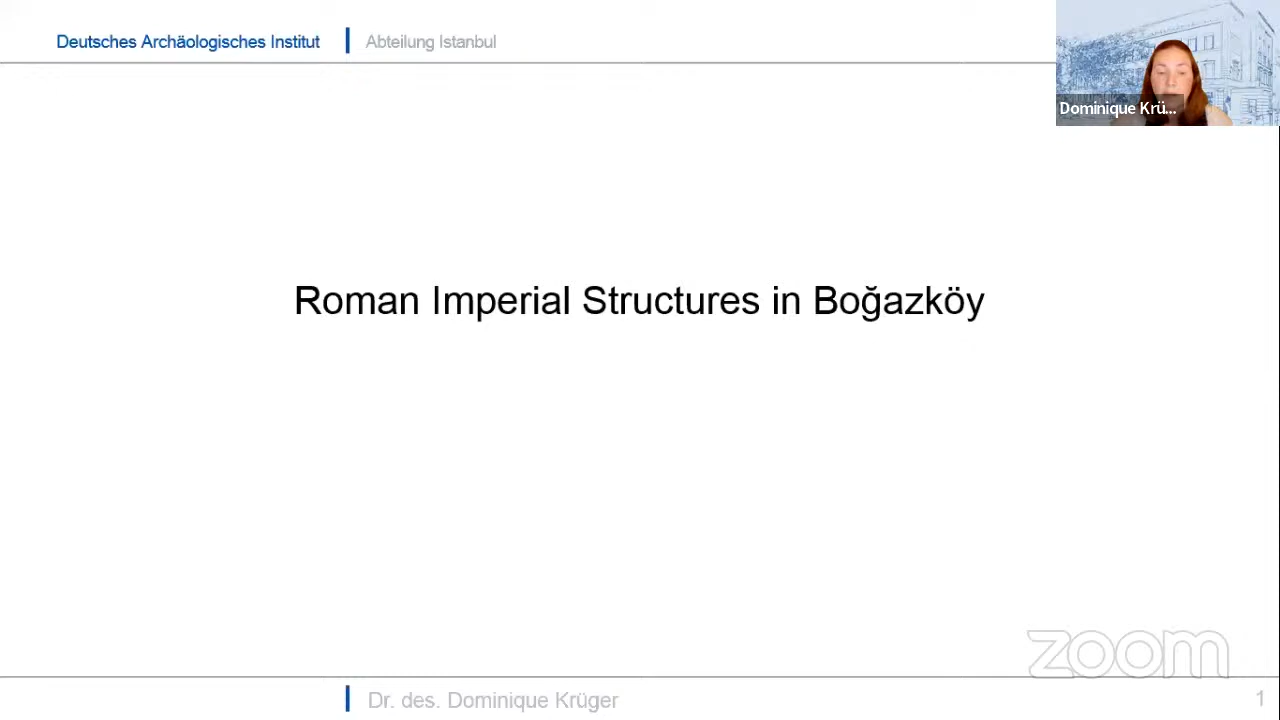 Deutsches Archäologisches Institut | Abteilung Istanbul
Dominique Krü...
Roman Imperial Structures in Boğazköy
zoom
Dr. des. Dominique Krüger
1